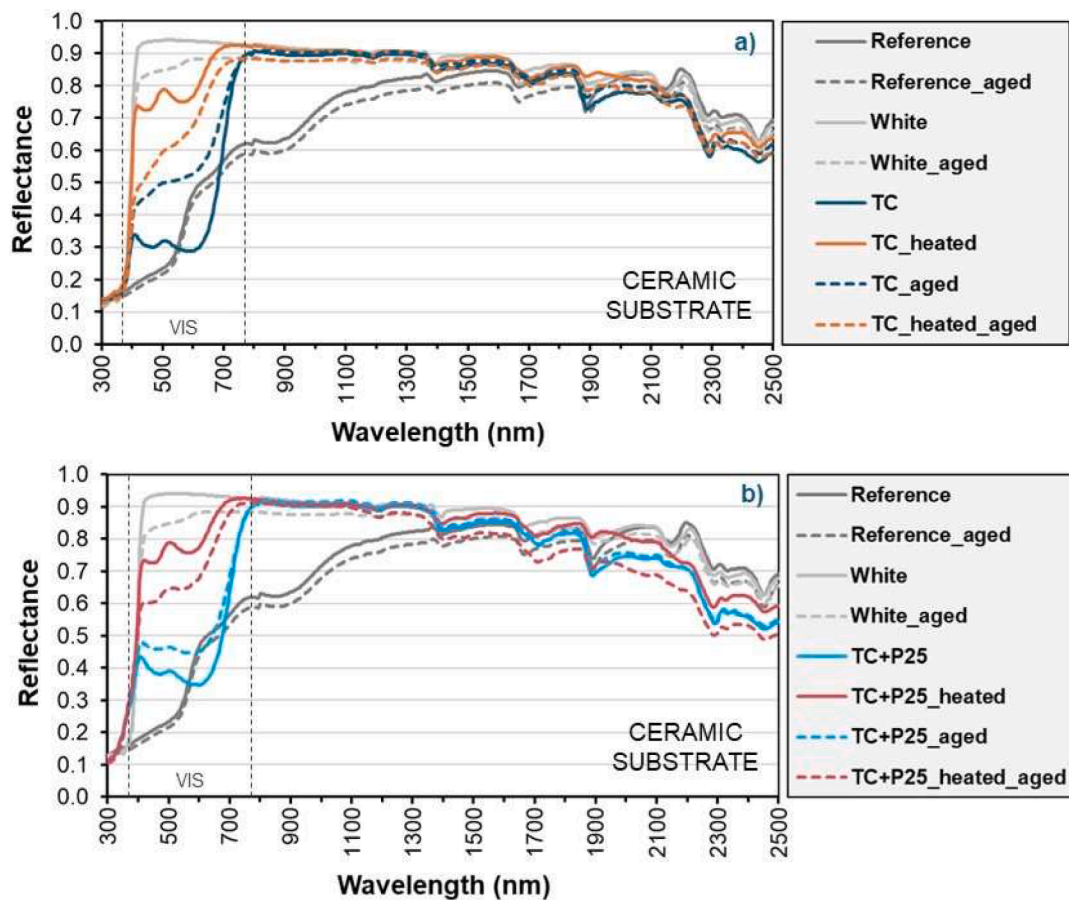 1.0
0.9
0.8
0.7
0.6
0.5
0.4
0.3
0.2
0.1
0.0
Reflectance
a)
CERAMIC
SUBSTRATE
VIS
300
700
900
1100
1300
1500
1700
1900
2100
2300
2500
Wavelength (nm)
Reference
Reference_aged
White
White_aged
TC
TC_heated
TC_aged
TC_heated_aged
1.0
0.9
0.8
0.7
0.6
0.5
0.4
0.3
0.2
0.1
0.0
Reflectance
b)
CERAMIC
SUBSTRATE
VIS
300
500
700
900
1100
1300
1500
1700
1900
2100
2300
2500
Wavelength (nm)
Reference
Reference_aged
White
White_aged
TC+P25
TC+P25_heated
TC+P25_aged
TC+P25_heated_aged